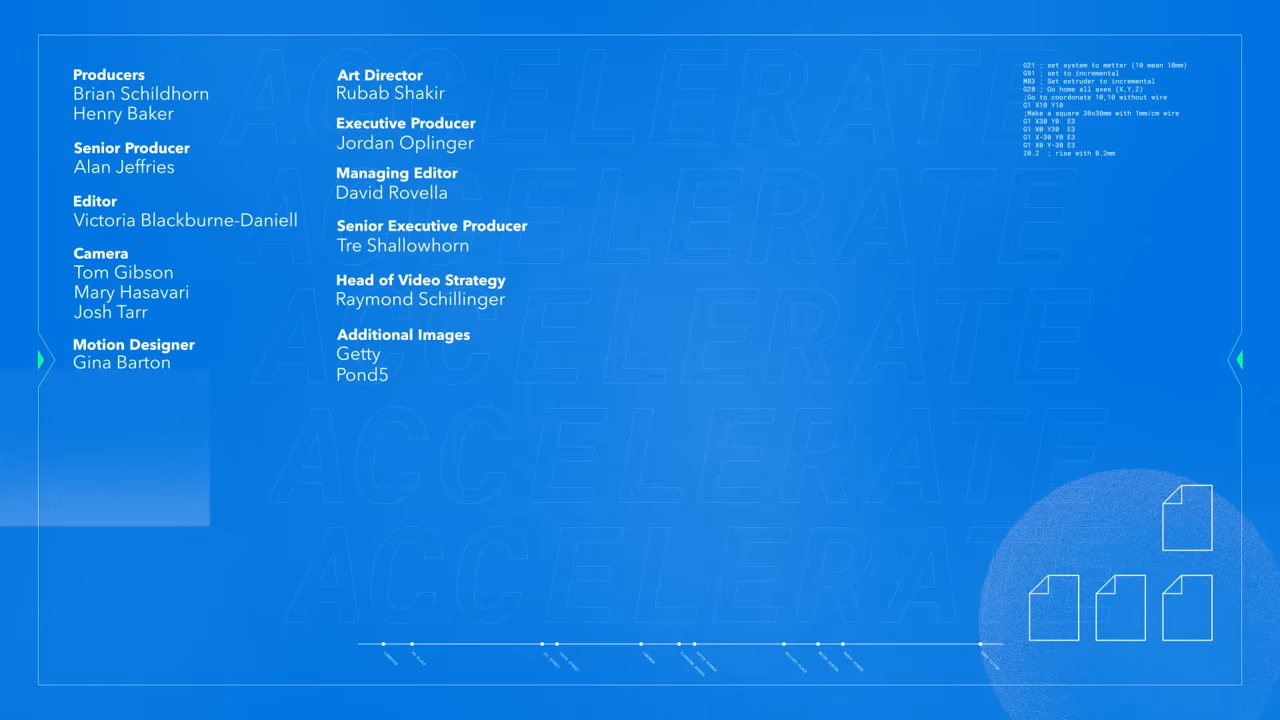 Producers
Brian Schildhorn
Henry Baker
Senior Producer
Alan Jeffries
Editor
Victoria Blackburne-Daniell
Camera
Tom Gibson
Mary Hasavari
Josh Tarr
Motion Designer
Gina Barton
Art Director
Rubab Shakir
Executive Producer
Jordan Oplinger
Managing Editor
David Rovella
Senior Executive Producer
Tre Shallowhorn
Head of Video Strategy
Raymond Schillinger
Additional Images
Getty
Pond5
G21 ; set system to metter (10 mean 10mm)
G91 ; set to incremental
M83 ; Set extruder to incremental
G28 ; Go home all axes (X,Y,Z)
;Go to coordonate 10,10 without wire
G1 X10 Y10
;Make a square 30x30mm with 1mm/cm wire
G1 X30 Y0 E3
G1 X0 Y30 E3
G1 X-30 Y0 E3
G1 X0 Y-30 E3
Z0.2 ; rise with 0.2mm
ACCELERATE
ACCELERATE
ACCELERATE
ACCELERATE
ACCELERATE